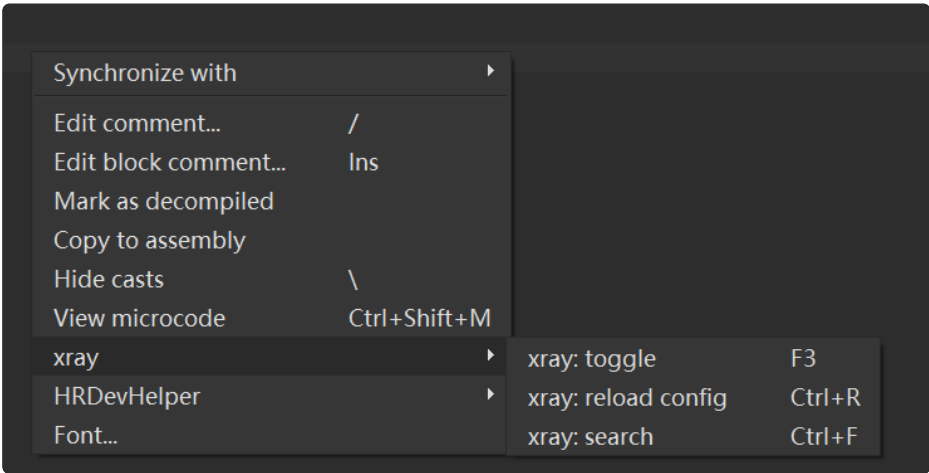 Synchronize with
Edit comment... /
Edit block comment... Ins
Mark as decompiled
Copy to assembly
Hide casts \
View microcode Ctrl+Shift+M
xray
xray: toggle F3
HRDevHelper
xray: reload config Ctrl+R
Font...
xray: search Ctrl+F